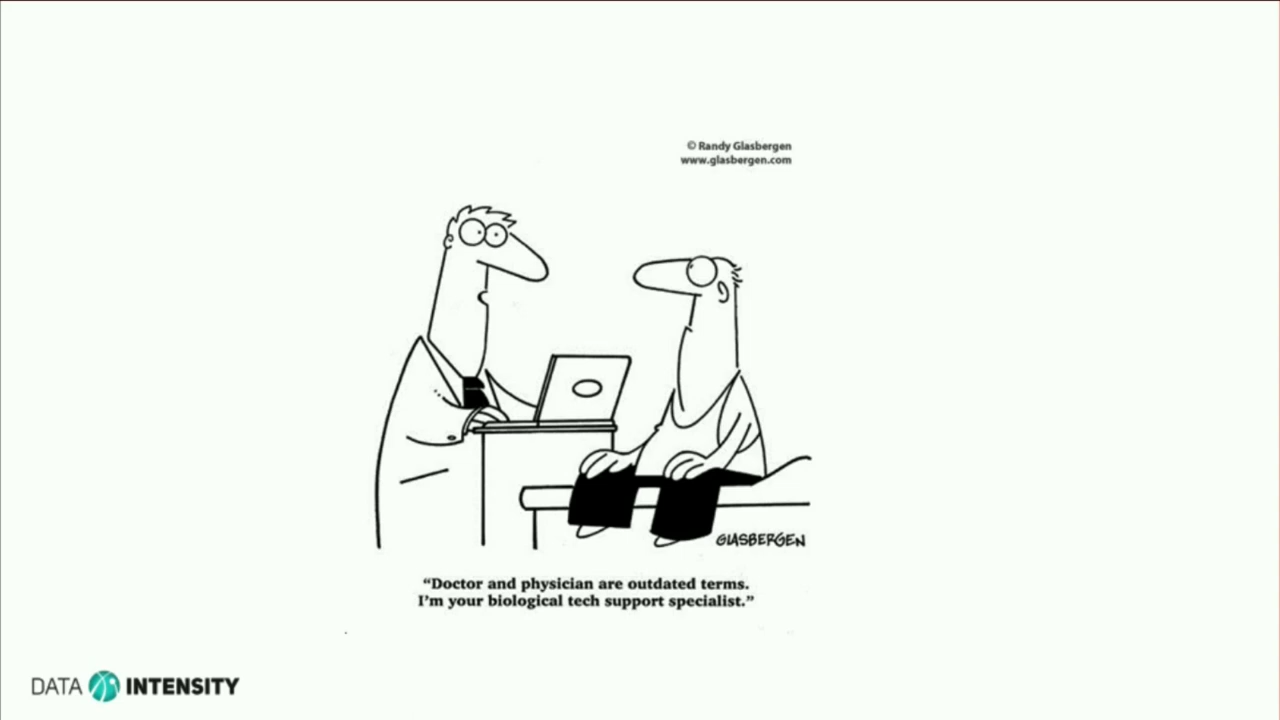 © Randy Glasbergen
www.glasbergen.com
GLASBERGEN
“Doctor and physician are outdated terms.
I’m your biological tech support specialist.”
DATA INTENSITY